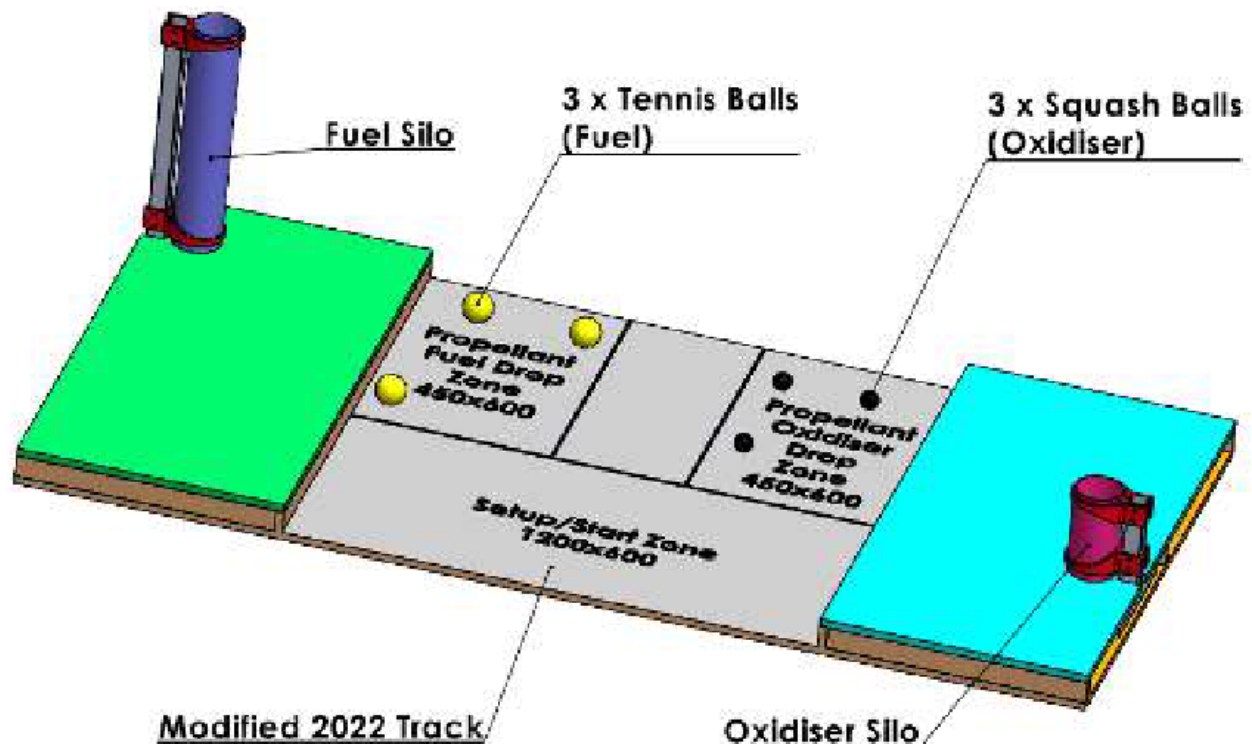 3 x Tennis Balls
(Fuel)
3 x Squash Balls
(Oxidiser)
Fuel Silo
Propellant
Fuel Drop
Zone
450x600
Propellant
Oxidiser
Drop
Zone
450x600
Setup/Start Zone
1200x600
Modified 2022 Track
Oxidiser Silo